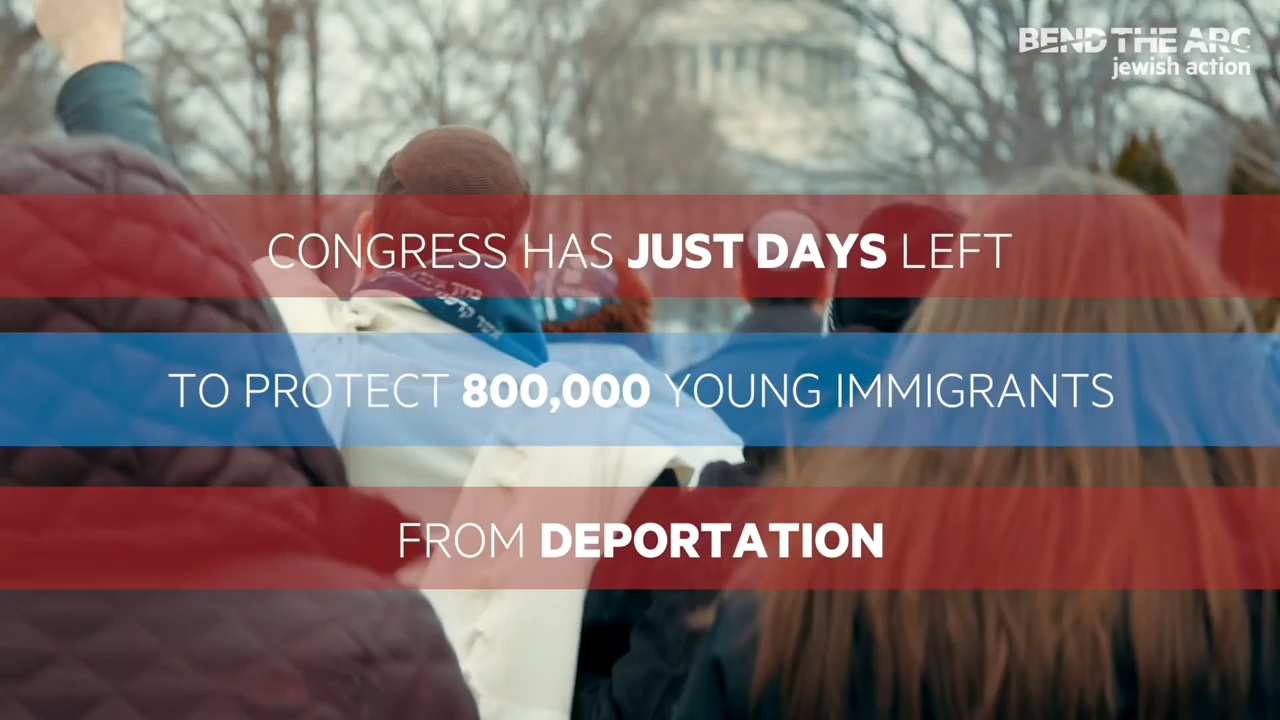 BEND THE ARC
jewish action
CONGRESS HAS JUST DAYS LEFT
TO PROTECT 800,000 YOUNG IMMIGRANTS
FROM DEPORTATION